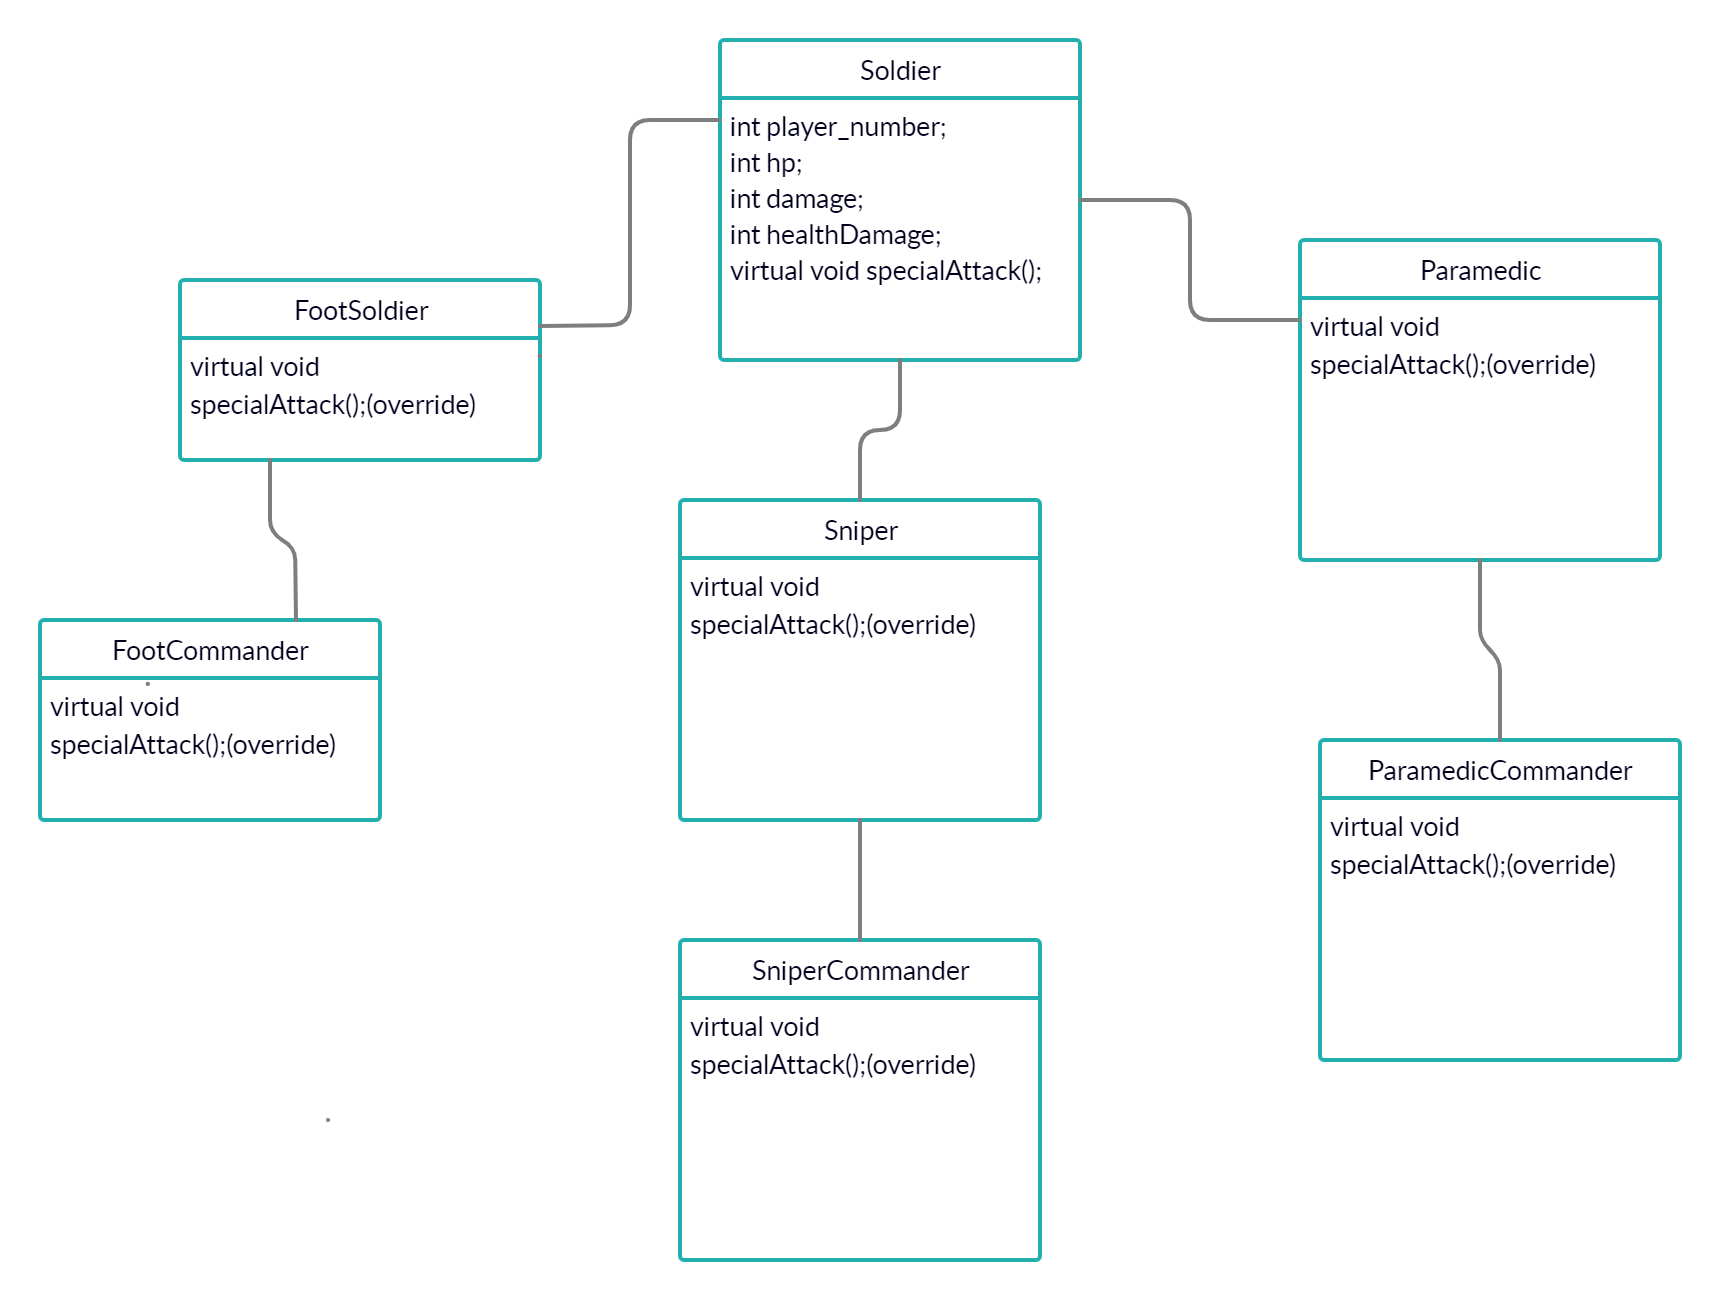 Soldier
int player_number;
int hp;
int damage;
int healthDamage;
virtual void specialAttack();
FootSoldier
virtual void
specialAttack();(override)
Paramedic
virtual void
specialAttack();(override)
Sniper
virtual void
specialAttack();(override)
FootCommander
virtual void
specialAttack();(override)
ParamedicCommander
virtual void
specialAttack();(override)
SniperCommander
virtual void
specialAttack();(override)